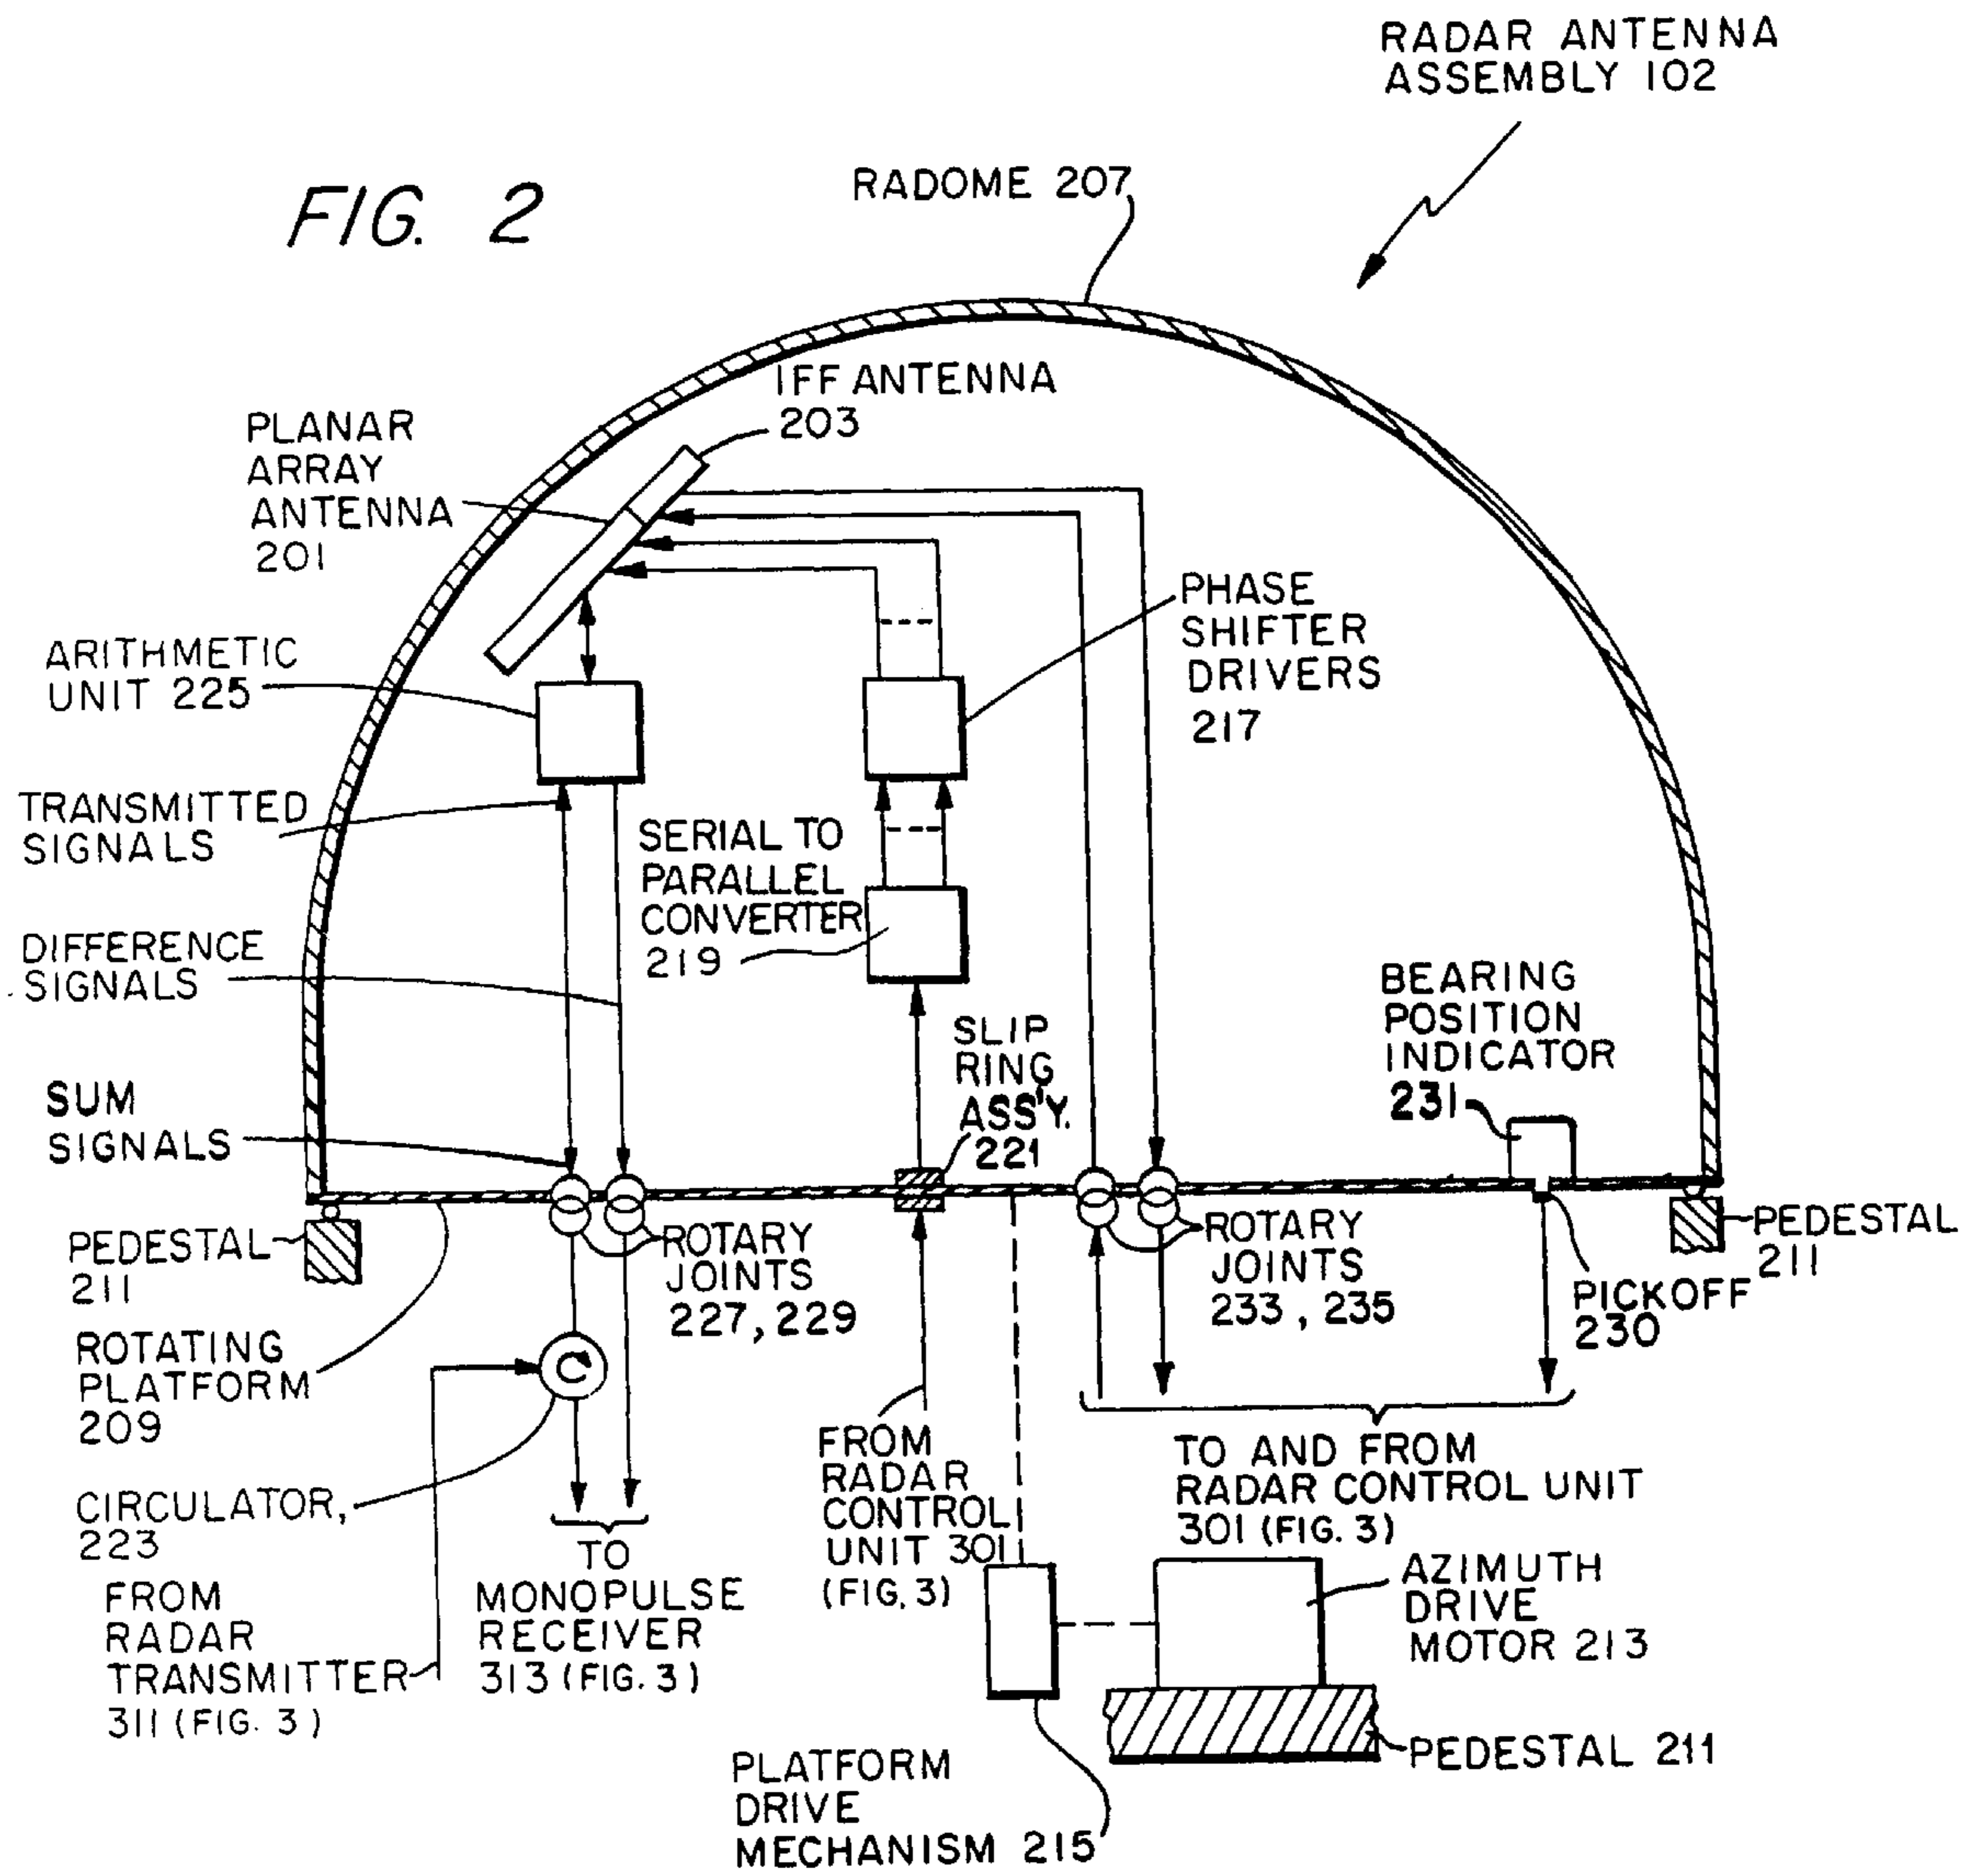 RADAR ANTENNA
ASSEMBLY 102
FIG. 2
RADOME 207
IFF ANTENNA
203
PLANAR
ARRAY
ANTENNA
201
PHASE
SHIFTER
DRIVERS
217
ARITHMETIC
UNIT 225
TRANSMITTED
SIGNALS
SERIAL TO
PARALLEL
CONVERTER
219
DIFFERENCE
SIGNALS
BEARING
POSITION
INDICATOR
231
SLIP
RING
ASS'Y.
221
SUM
SIGNALS
PEDESTAL
211
ROTARY
JOINTS
227, 229
ROTARY
JOINTS
233, 235
PEDESTAL
211
PICKOFF
230
ROTATING
PLATFORM
209
C
FROM
RADAR
CONTROL
UNIT 301
(FIG. 3)
TO AND FROM
RADAR CONTROL UNIT
301 (FIG. 3)
CIRCULATOR,
223
TO
MONOPULSE
RECEIVER
313 (FIG. 3)
FROM
RADAR
TRANSMITTER
311 (FIG. 3)
AZIMUTH
DRIVE
MOTOR 213
PEDESTAL 211
PLATFORM
DRIVE
MECHANISM 215